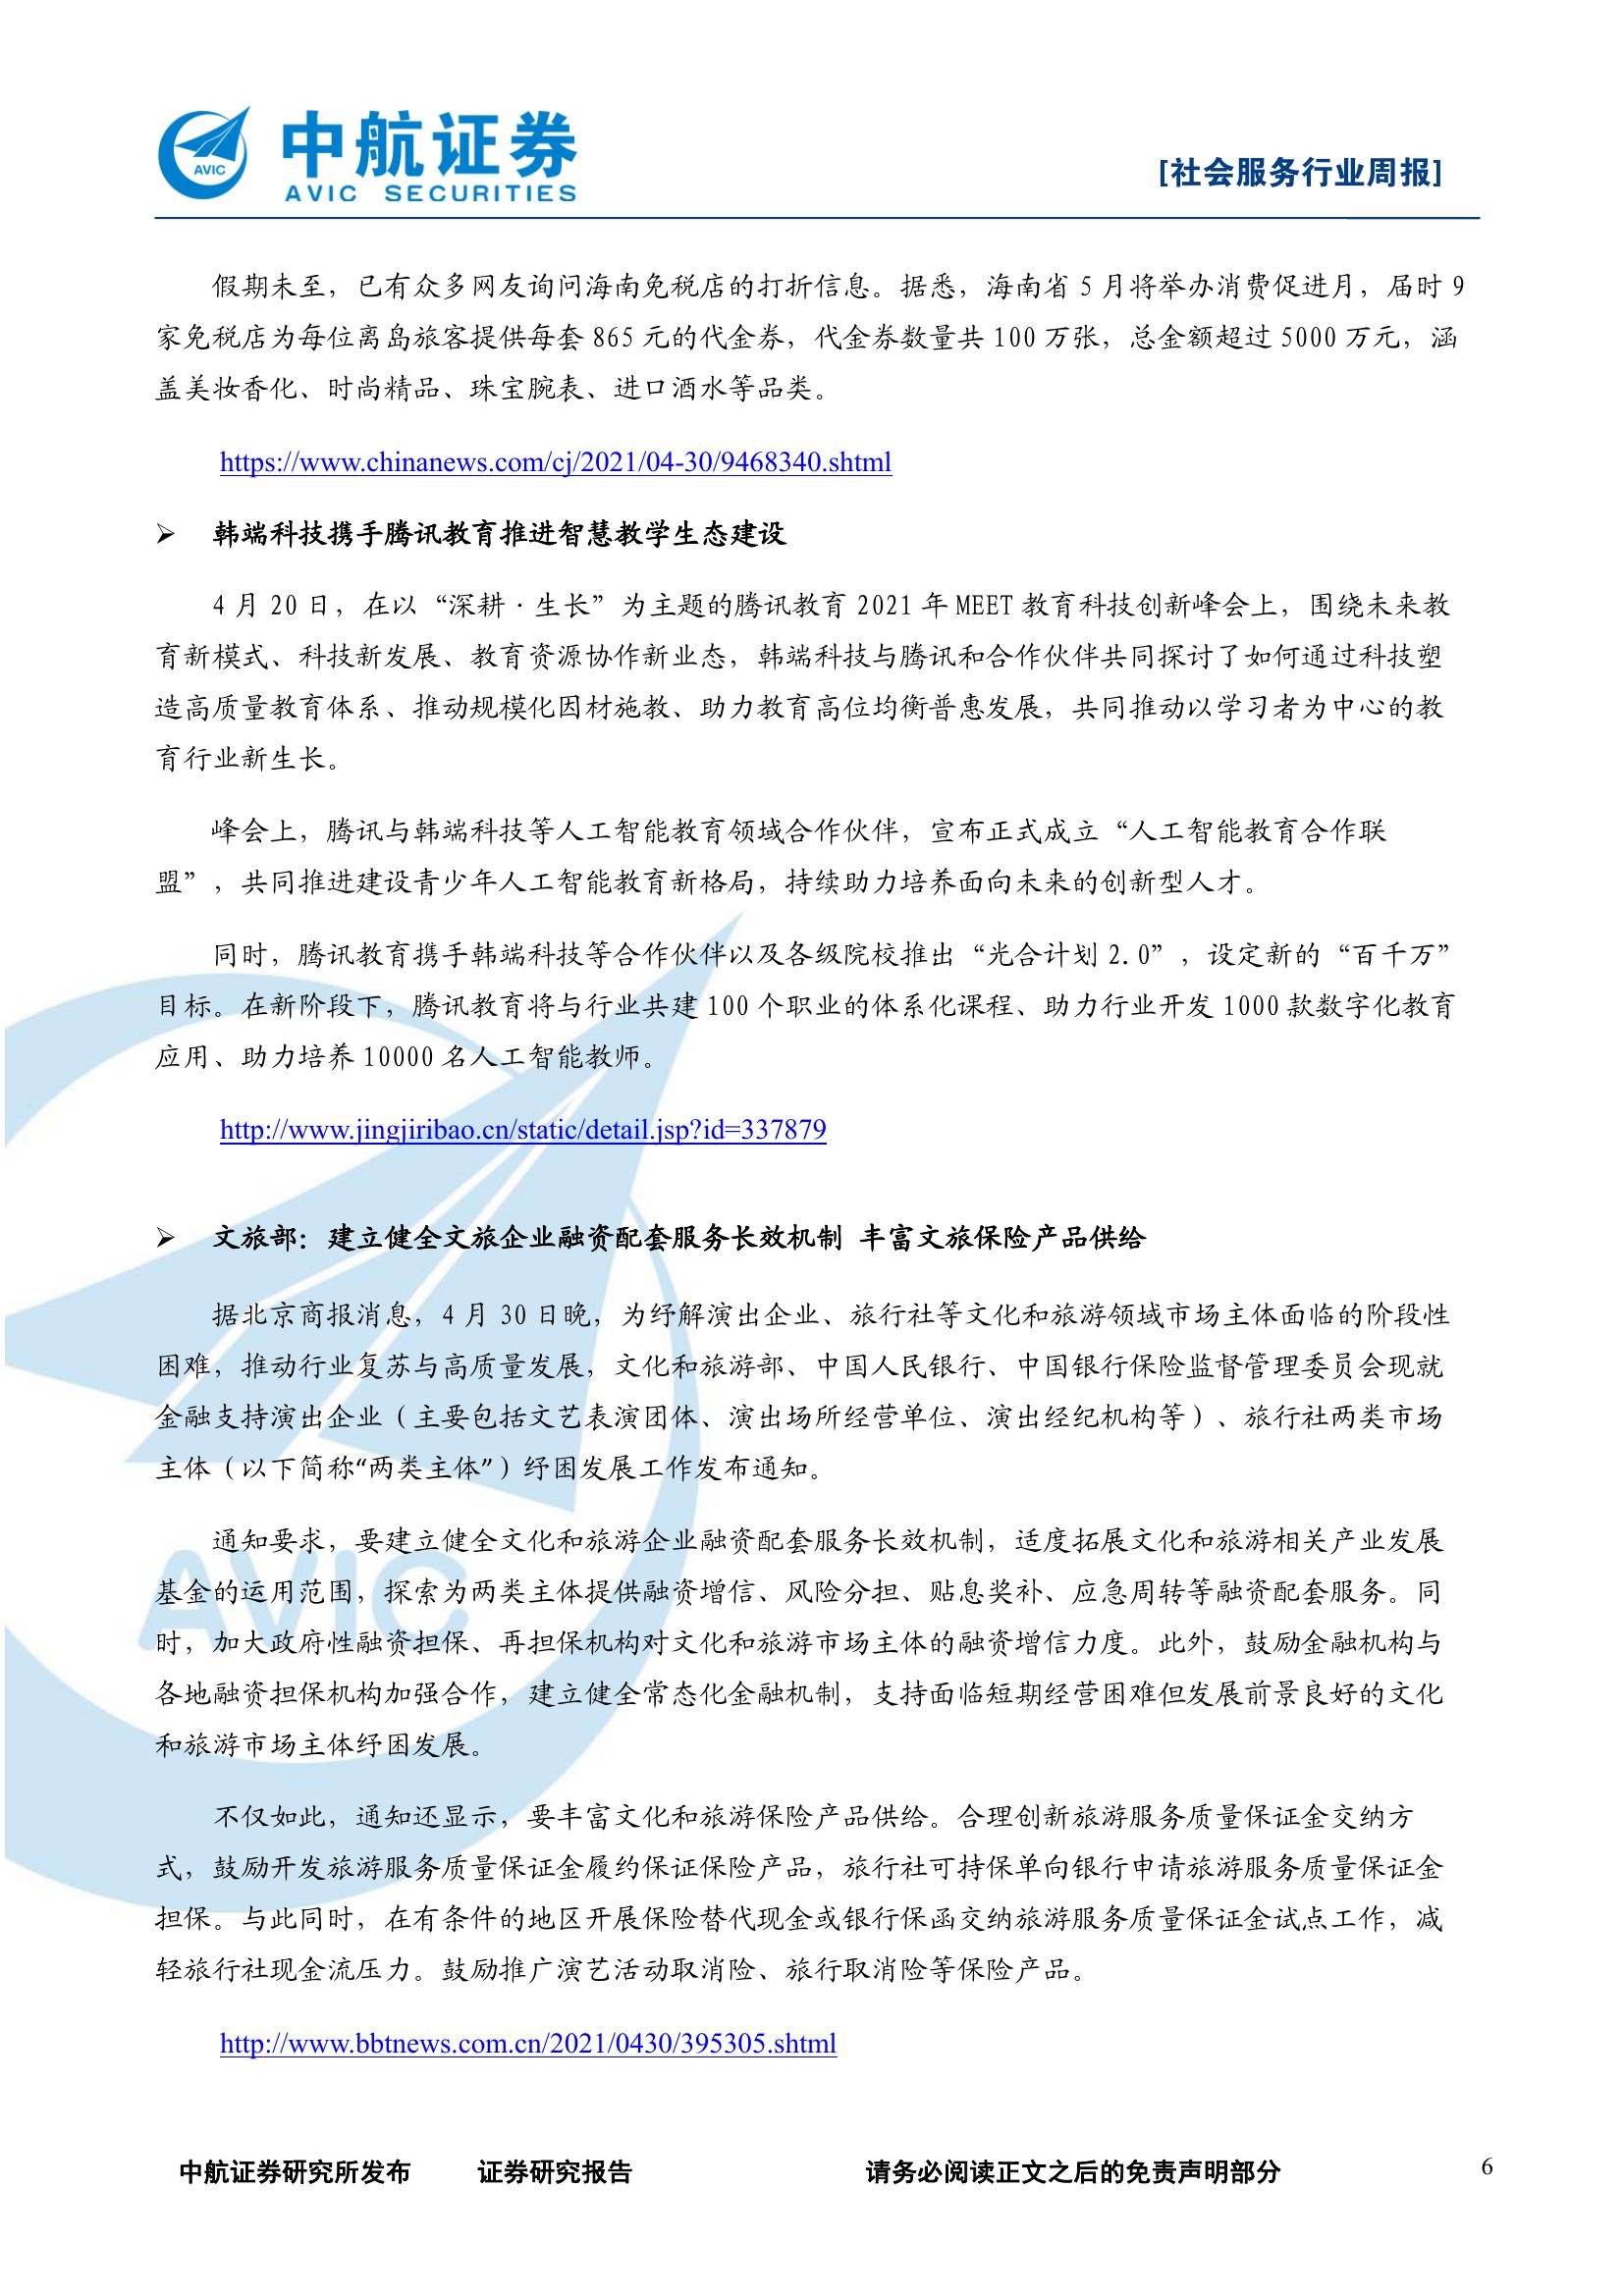 中航证券
AVIC SECURITIES
AVIC
[社会服务行业周报]
假期未至，已有众多网友询问海南免税店的打折信息。据悉，海南省 5 月将举办消费促进月，届时 9
家免税店为每位离岛旅客提供每套 865 元的代金券，代金券数量共 100 万张，总金额超过 5000 万元，涵
盖美妆香化、时尚精品、珠宝腕表、进口酒水等品类。
https://www.chinanews.com/cj/2021/04-30/9468340.shtml
➢ 韩端科技携手腾讯教育推进智慧教学生态建设
4 月 20 日，在以“深耕·生长”为主题的腾讯教育 2021 年 MEET 教育科技创新峰会上，围绕未来教
育新模式、科技新发展、教育资源协作新业态，韩端科技与腾讯和合作伙伴共同探讨了如何通过科技塑
造高质量教育体系、推动规模化因材施教、助力教育高位均衡普惠发展，共同推动以学习者为中心的教
育行业新生长。
峰会上，腾讯与韩端科技等人工智能教育领域合作伙伴，宣布正式成立“人工智能教育合作联
盟”，共同推进建设青少年人工智能教育新格局，持续助力培养面向未来的创新型人才。
同时，腾讯教育携手韩端科技等合作伙伴以及各级院校推出“光合计划 2.0”，设定新的“百千万”
目标。在新阶段下，腾讯教育将与行业共建 100 个职业的体系化课程、助力行业开发 1000 款数字化教育
应用、助力培养 10000 名人工智能教师。
http://www.jingjiribao.cn/static/detail.jsp?id=337879
➢ 文旅部：建立健全文旅企业融资配套服务长效机制 丰富文旅保险产品供给
据北京商报消息，4 月 30 日晚，为纾解演出企业、旅行社等文化和旅游领域市场主体面临的阶段性
困难，推动行业复苏与高质量发展，文化和旅游部、中国人民银行、中国银行保险监督管理委员会现就
金融支持演出企业（主要包括文艺表演团体、演出场所经营单位、演出经纪机构等）、旅行社两类市场
主体（以下简称“两类主体”）纾困发展工作发布通知。
通知要求，要建立健全文化和旅游企业融资配套服务长效机制，适度拓展文化和旅游相关产业发展
基金的运用范围，探索为两类主体提供融资增信、风险分担、贴息奖补、应急周转等融资配套服务。同
时，加大政府性融资担保、再担保机构对文化和旅游市场主体的融资增信力度。此外，鼓励金融机构与
各地融资担保机构加强合作，建立健全常态化金融机制，支持面临短期经营困难但发展前景良好的文化
和旅游市场主体纾困发展。
不仅如此，通知还显示，要丰富文化和旅游保险产品供给。合理创新旅游服务质量保证金交纳方
式，鼓励开发旅游服务质量保证金履约保证保险产品，旅行社可持保单向银行申请旅游服务质量保证金
担保。与此同时，在有条件的地区开展保险替代现金或银行保函交纳旅游服务质量保证金试点工作，减
轻旅行社现金流压力。鼓励推广演艺活动取消险、旅行取消险等保险产品。
http://www.bbtnews.com.cn/2021/0430/395305.shtml
AVIC
中航证券研究所发布 证券研究报告 请务必阅读正文之后的免责声明部分 6